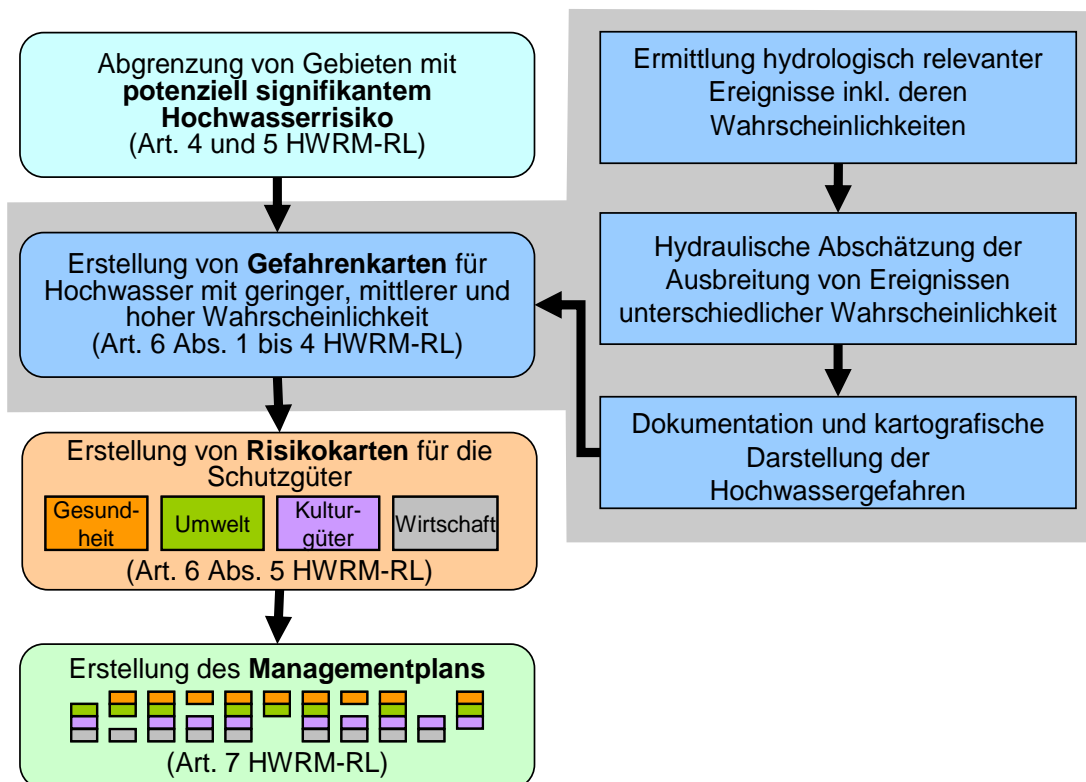 Abgrenzung von Gebieten mit
potenziell signifikantem
Hochwasserrisiko
(Art. 4 und 5 HWRM-RL)
Erstellung von Gefahrenkarten für
Hochwasser mit geringer, mittlerer und
hoher Wahrscheinlichkeit
(Art. 6 Abs. 1 bis 4 HWRM-RL)
Erstellung von Risikokarten für die
Schutzgüter
Gesund-
heit
Umwelt
Kultur-
güter
Wirtschaft
(Art. 6 Abs. 5 HWRM-RL)
Erstellung des Managementplans
(Art. 7 HWRM-RL)
Ermittlung hydrologisch relevanter
Ereignisse inkl. deren
Wahrscheinlichkeiten
Hydraulische Abschätzung der
Ausbreitung von Ereignissen
unterschiedlicher Wahrscheinlichkeit
Dokumentation und kartografische
Darstellung der
Hochwassergefahren